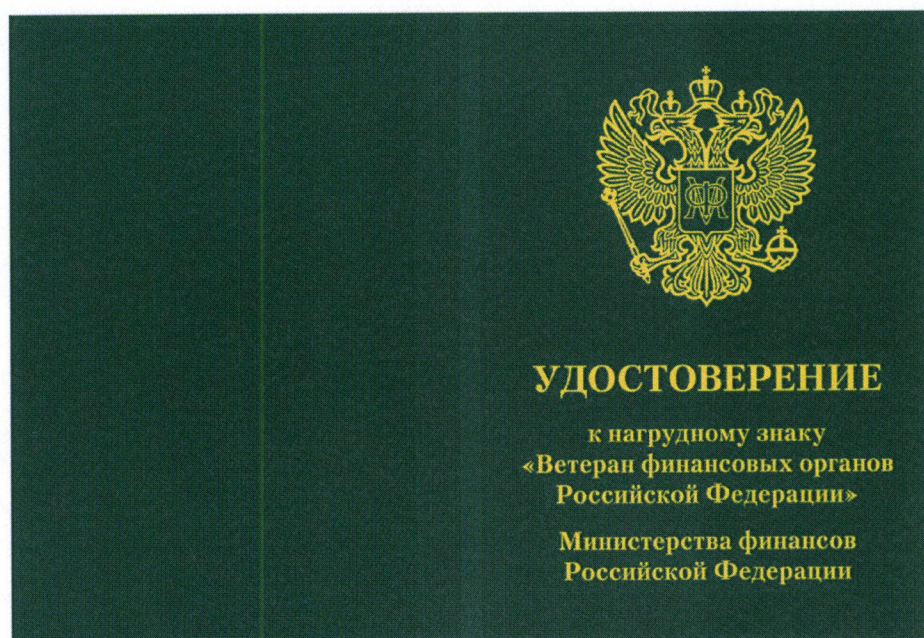 УДОСТОВЕРЕНИЕ
к нагрудному знаку
«Ветеран финансовых органов
Российской Федерации»
Министерства финансов
Российской Федерации